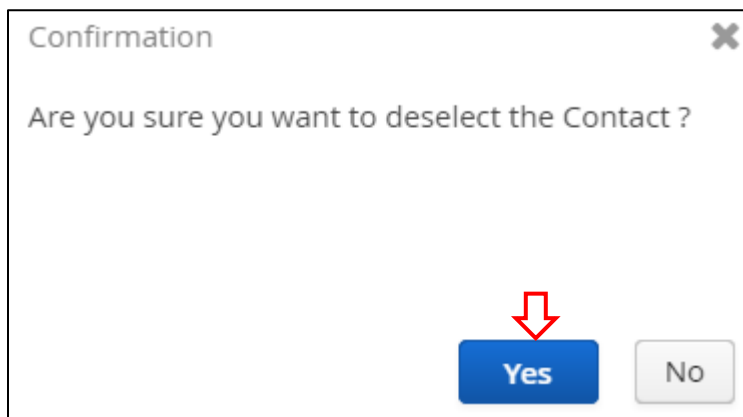 Confirmation
Are you sure you want to deselect the Contact ?
Yes
No